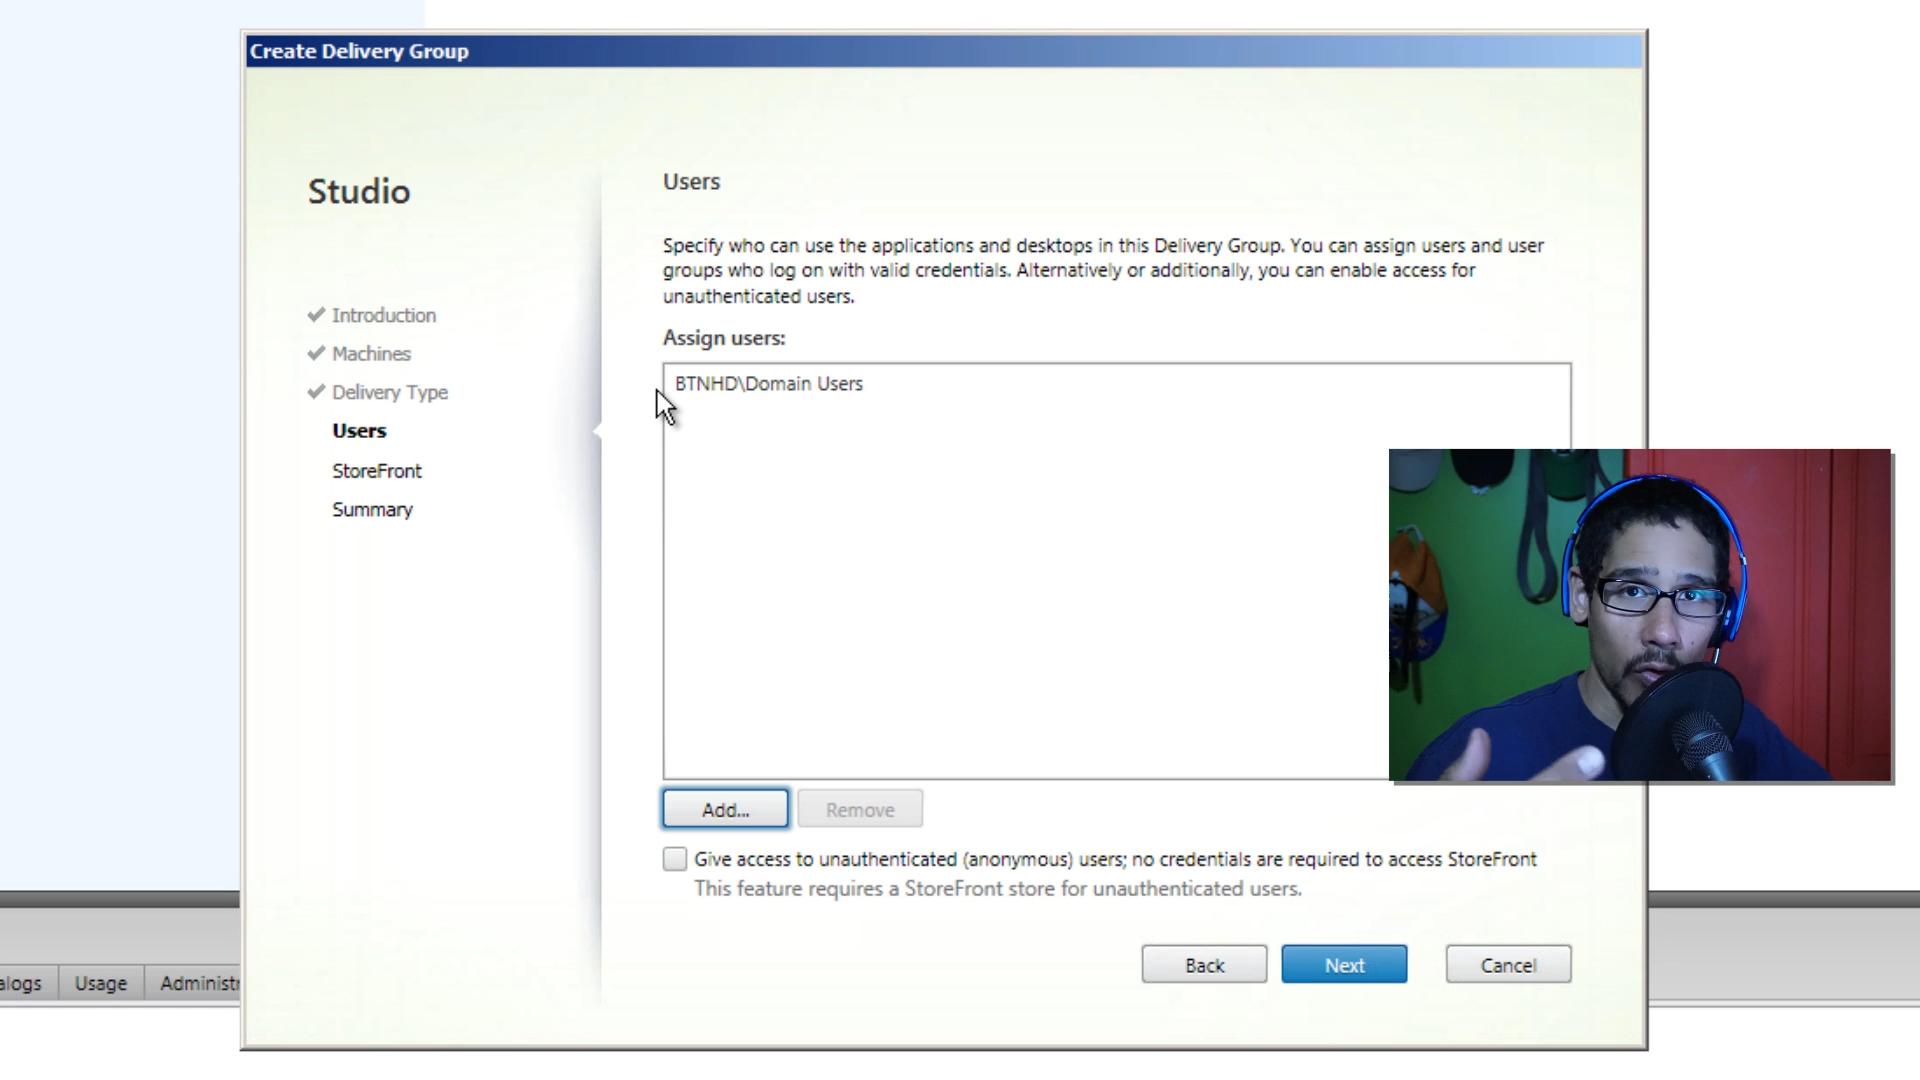 Create Delivery Group
Studio
Introduction
Machines
Delivery Type
Users
StoreFront
Summary
Users
Specify who can use the applications and desktops in this Delivery Group. You can assign users and user
groups who log on with valid credentials. Alternatively or additionally, you can enable access for
unauthenticated users.
Assign users:
BTNHD\Domain Users
Add...
Remove
Give access to unauthenticated (anonymous) users; no credentials are required to access StoreFront
This feature requires a StoreFront store for unauthenticated users.
Back
Next
Cancel
alogs
Usage
Administr